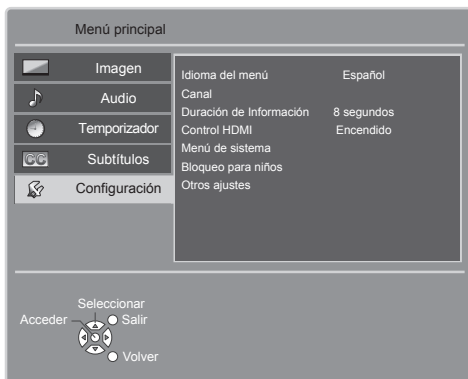 Menú principal
Imagen
Audio
Temporizador
CC Subtítulos
Configuración
Idioma del menú Español
Canal
Duración de Información 8 segundos
Control HDMI Encendido
Menú de sistema
Bloqueo para niños
Otros ajustes
Seleccionar
Acceder Salir
Volver